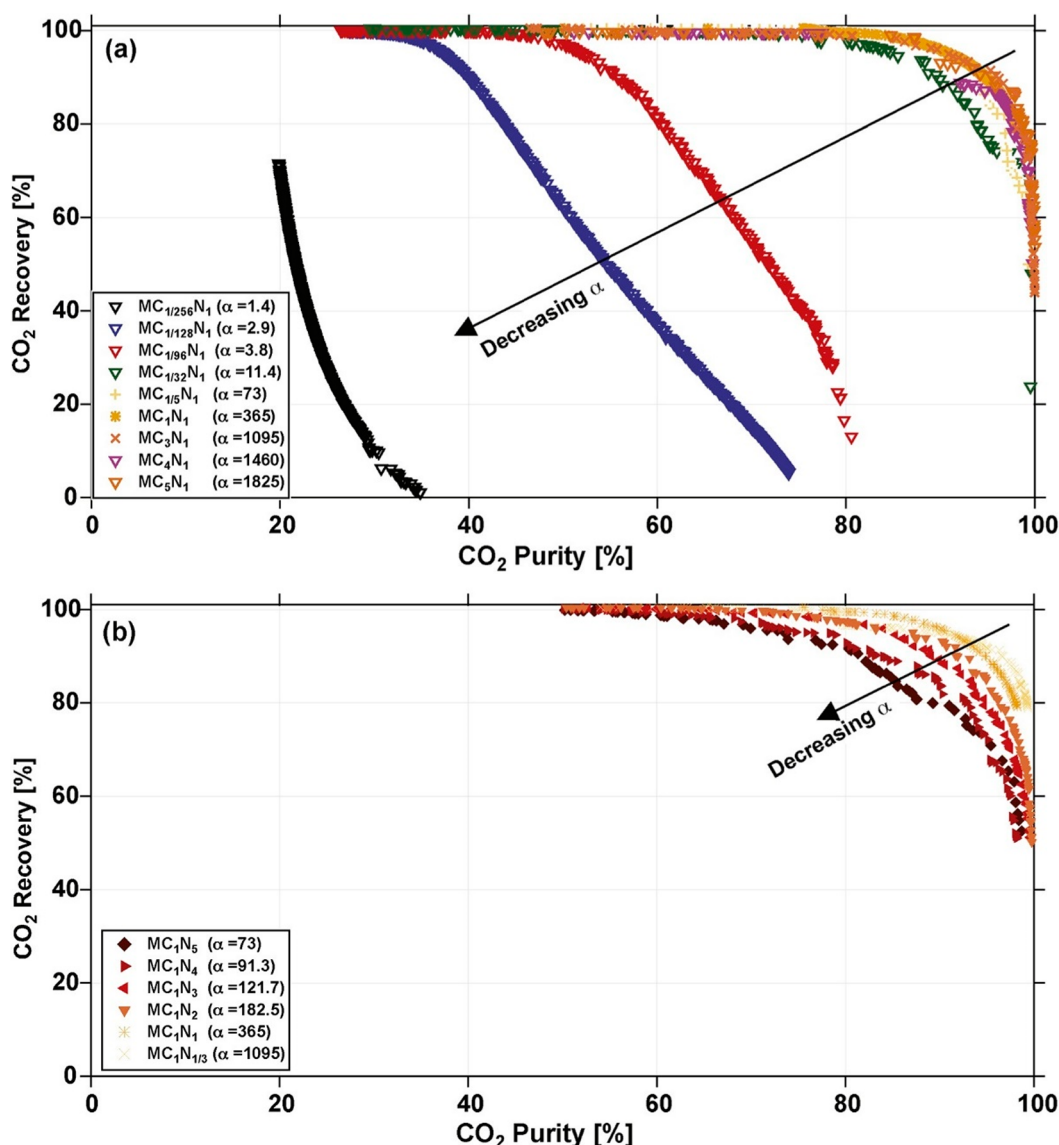 (a)
100
80
60
40
20
0
CO₂ Recovery [%]
Decreasing α
MC₁/₂₅₆N₁ (α =1.4)
MC₁/₁₂₈N₁ (α =2.9)
MC₁/₉₆N₁ (α =3.8)
MC₁/₃₂N₁ (α =11.4)
MC₁/₅N₁ (α =73)
MC₁N₁ (α =365)
MC₃N₁ (α =1095)
MC₄N₁ (α =1460)
MC₅N₁ (α =1825)
0 20 40 60 80 100
CO₂ Purity [%]
(b)
100
80
60
40
20
0
CO₂ Recovery [%]
Decreasing α
MC₁N₅ (α =73)
MC₁N₄ (α =91.3)
MC₁N₃ (α =121.7)
MC₁N₂ (α =182.5)
MC₁N₁ (α =365)
MC₁N₁/₃ (α =1095)
0 20 40 60 80 100
CO₂ Purity [%]